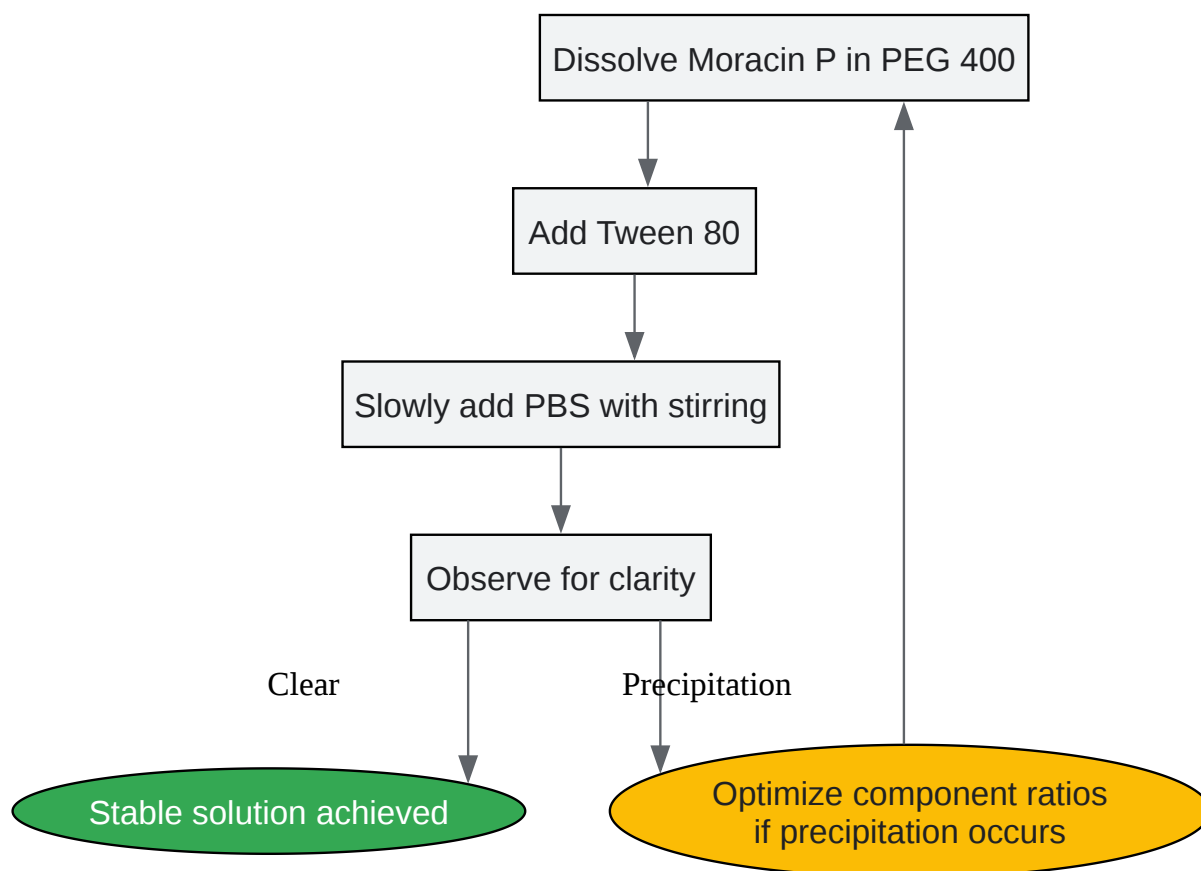 Dissolve Moracin P in PEG 400
Add Tween 80
Slowly add PBS with stirring
Observe for clarity
Clear
Precipitation
Stable solution achieved
Optimize component ratios
if precipitation occurs